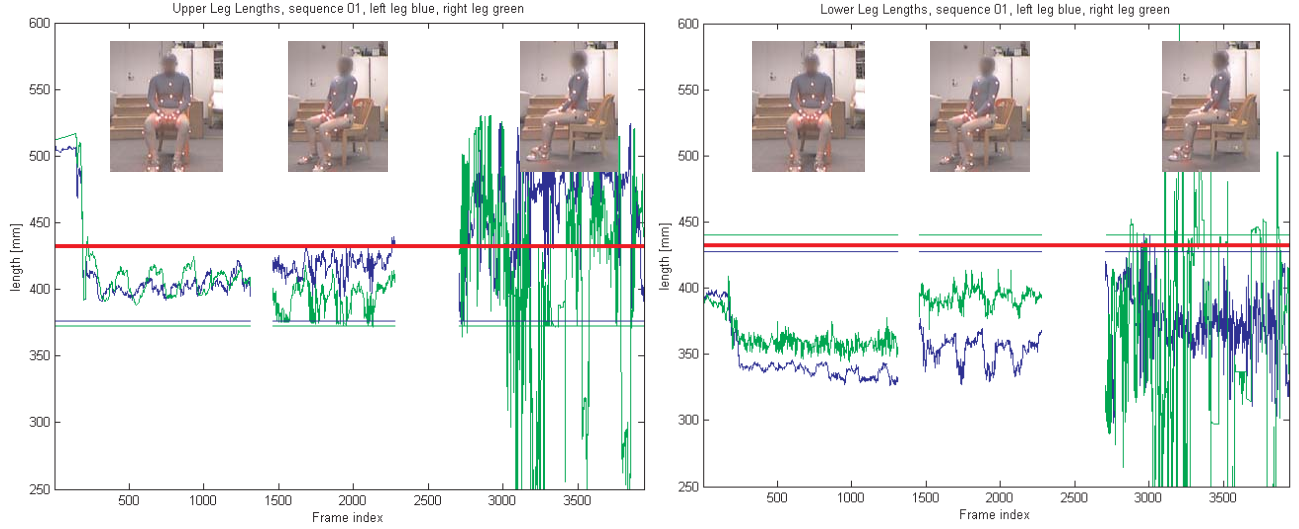 Upper Leg Lengths, sequence 01, left leg blue, right leg green
600
550
500
450
400
350
300
250
length [mm]
500 1000 1500 2000 2500 3000 3500
Frame index
Lower Leg Lengths, sequence 01, left leg blue, right leg green
600
550
500
450
400
350
300
250
length [mm]
500 1000 1500 2000 2500 3000 3500
Frame index